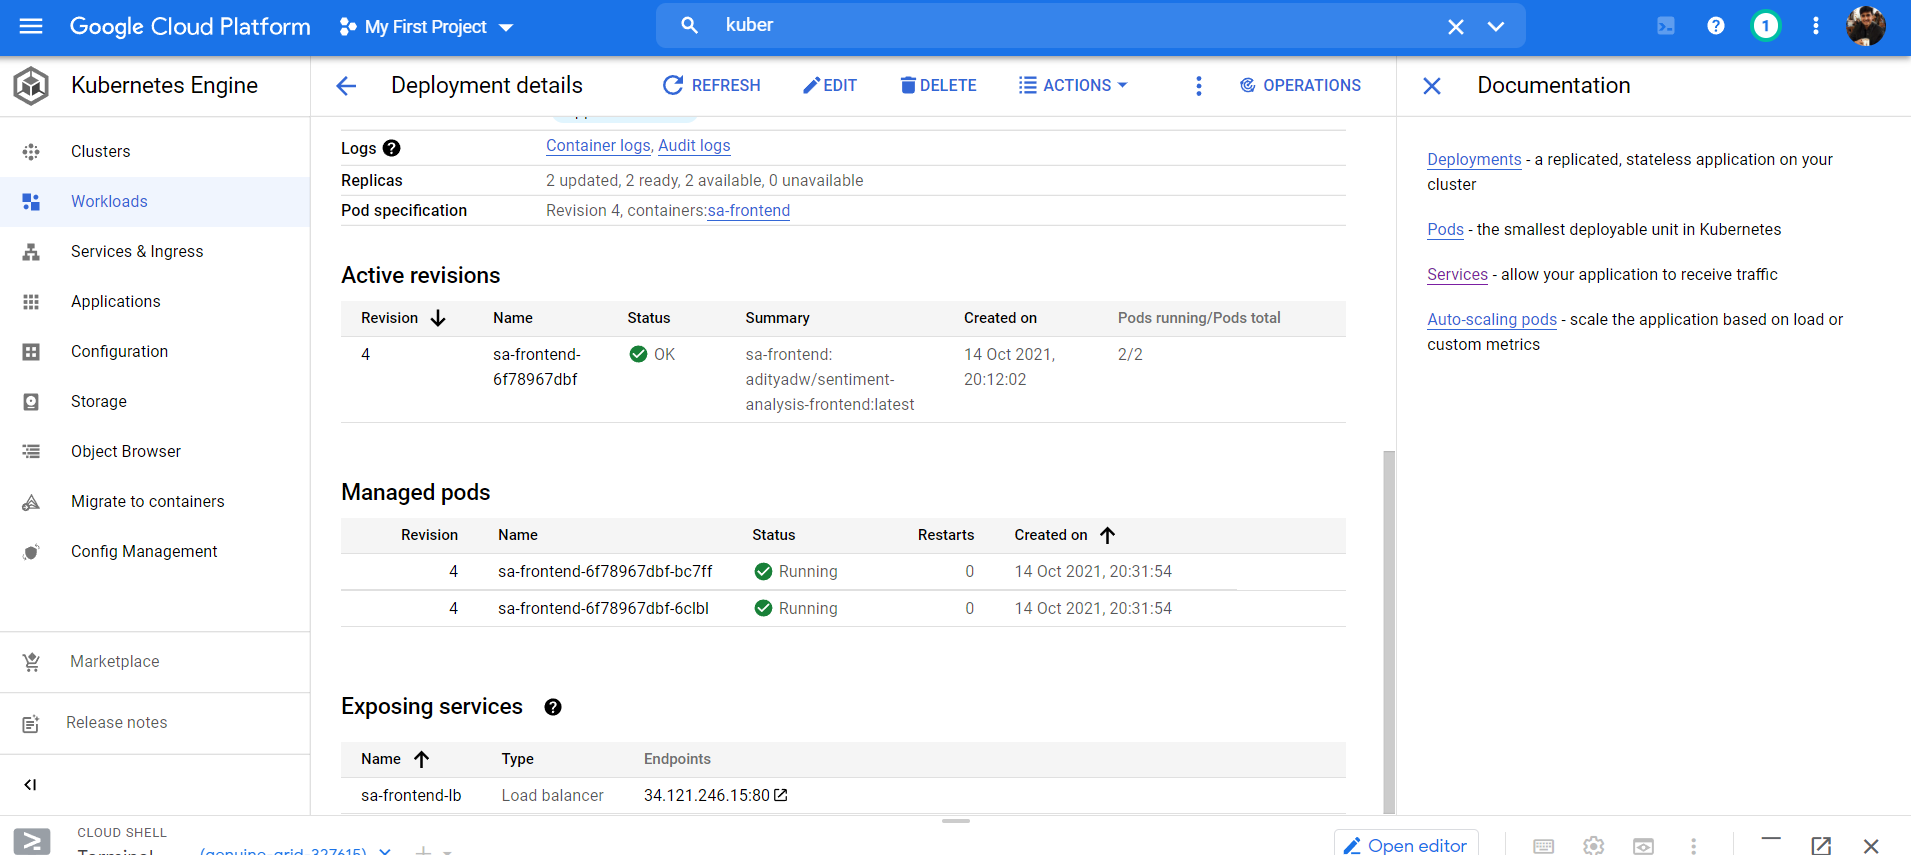 Google Cloud Platform
My First Project
kuber
1
Kubernetes Engine
Deployment details
REFRESH
EDIT
DELETE
ACTIONS
OPERATIONS
Documentation
Clusters
Workloads
Services & Ingress
Applications
Configuration
Storage
Object Browser
Migrate to containers
Config Management
Marketplace
Release notes
Logs
Container logs, Audit logs
Replicas
2 updated, 2 ready, 2 available, 0 unavailable
Pod specification
Revision 4, containers:sa-frontend
Active revisions
Revision Name Status Summary Created on Pods running/Pods total
4 sa-frontend- OK sa-frontend: 14 Oct 2021, 2/2
6f78967dbf adityadw/sentiment- 20:12:02
analysis-frontend:latest
Managed pods
Revision Name Status Restarts Created on
4 sa-frontend-6f78967dbf-bc7ff Running 0 14 Oct 2021, 20:31:54
4 sa-frontend-6f78967dbf-6clbl Running 0 14 Oct 2021, 20:31:54
Exposing services
Name Type Endpoints
sa-frontend-lb Load balancer 34.121.246.15:80
Deployments - a replicated, stateless application on your
cluster
Pods - the smallest deployable unit in Kubernetes
Services - allow your application to receive traffic
Auto-scaling pods - scale the application based on load or
custom metrics
CLOUD SHELL
Terminal
(genuine-grid-327615)
Open editor